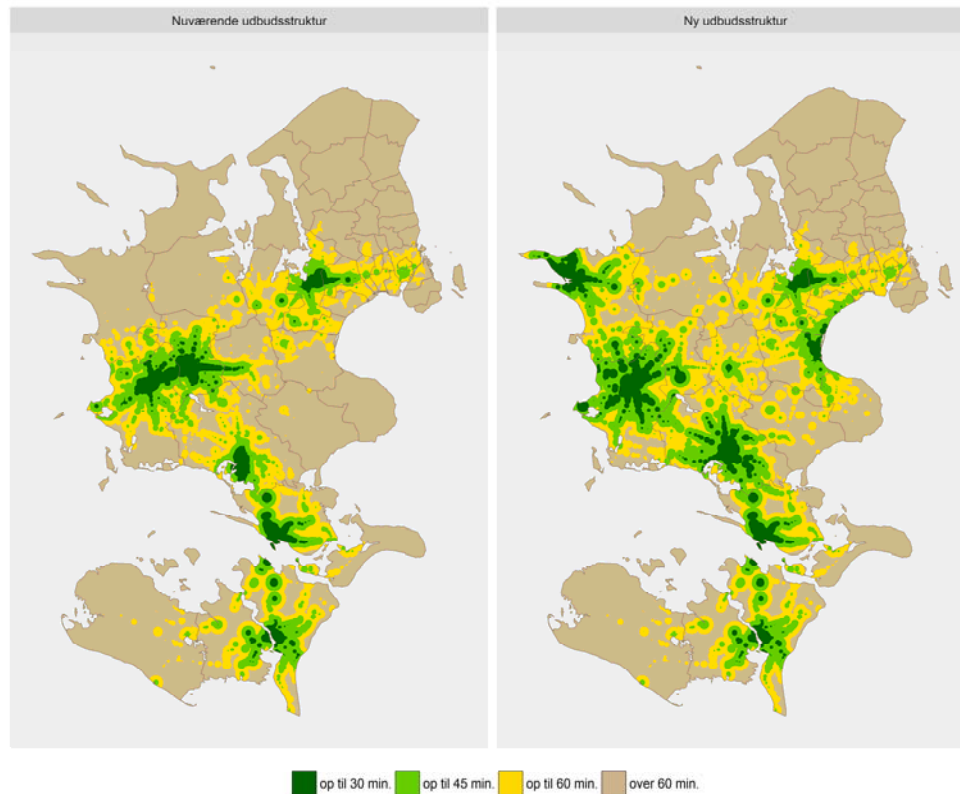 Nuværende udbudsstruktur
Ny udbudsstruktur
op til 30 min. op til 45 min. op til 60 min. over 60 min.